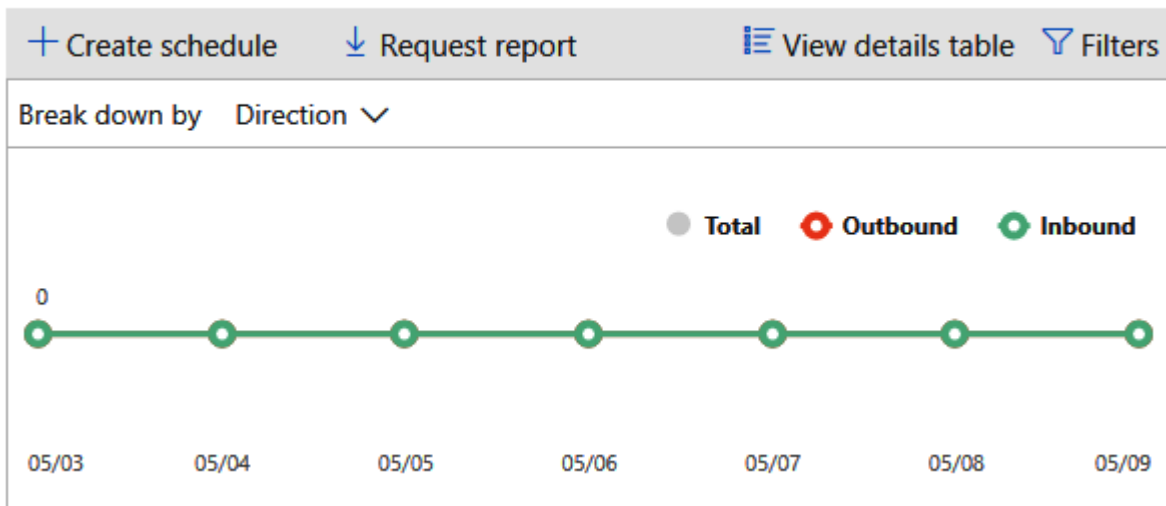 Create schedule Request report View details table Filters
Break down by Direction
Total Outbound Inbound
0
05/03 05/04 05/05 05/06 05/07 05/08 05/09